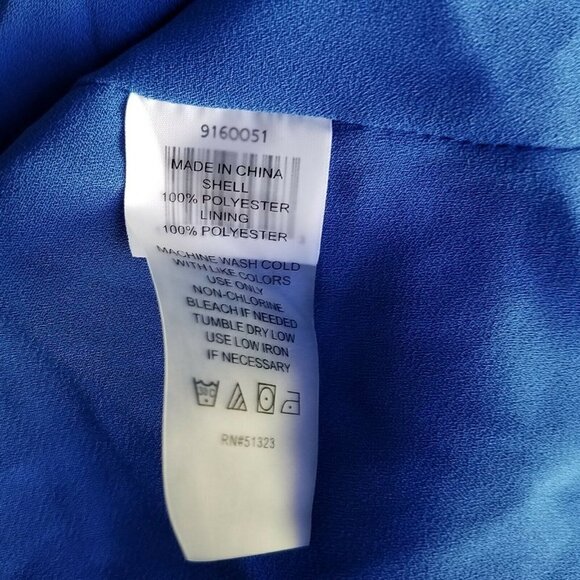 9160051
MADE IN CHINA
SHELL
100% POLYESTER
LINING
100% POLYESTER
MACHINE WASH COLD
WITH LIKE COLORS
USE ONLY
NON-CHLORINE
BLEACH IF NEEDED
TUMBLE DRY LOW
USE LOW IRON
IF NECESSARY
30C
RN#51323